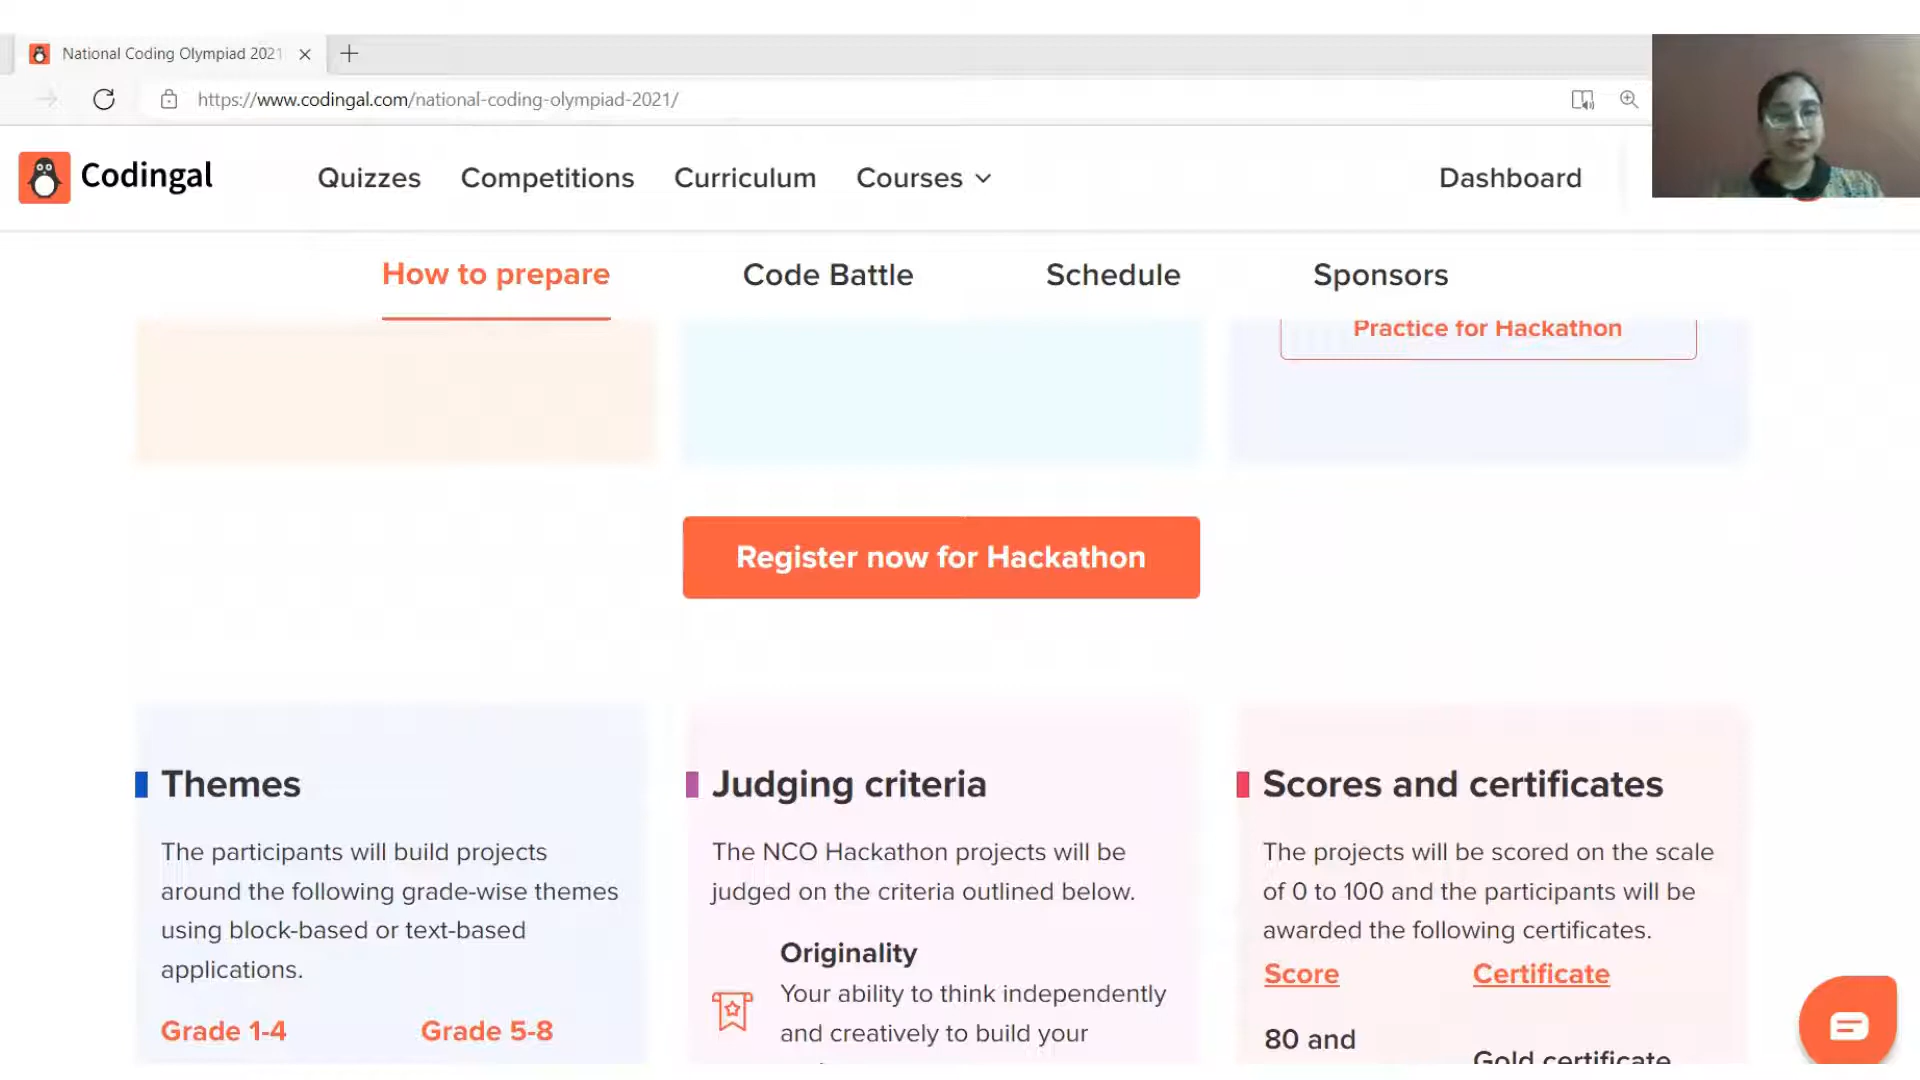 National Coding Olympiad 2021
https://www.codingal.com/national-coding-olympiad-2021/
Codingal
Quizzes
Competitions
Curriculum
Courses
Dashboard
How to prepare
Code Battle
Schedule
Sponsors
Practice for Hackathon
Register now for Hackathon
Themes
The participants will build projects
around the following grade-wise themes
using block-based or text-based
applications.
Grade 1-4
Grade 5-8
Judging criteria
The NCO Hackathon projects will be
judged on the criteria outlined below.
Originality
Your ability to think independently
and creatively to build your
Scores and certificates
The projects will be scored on the scale
of 0 to 100 and the participants will be
awarded the following certificates.
Score
Certificate
80 and
Gold certificate